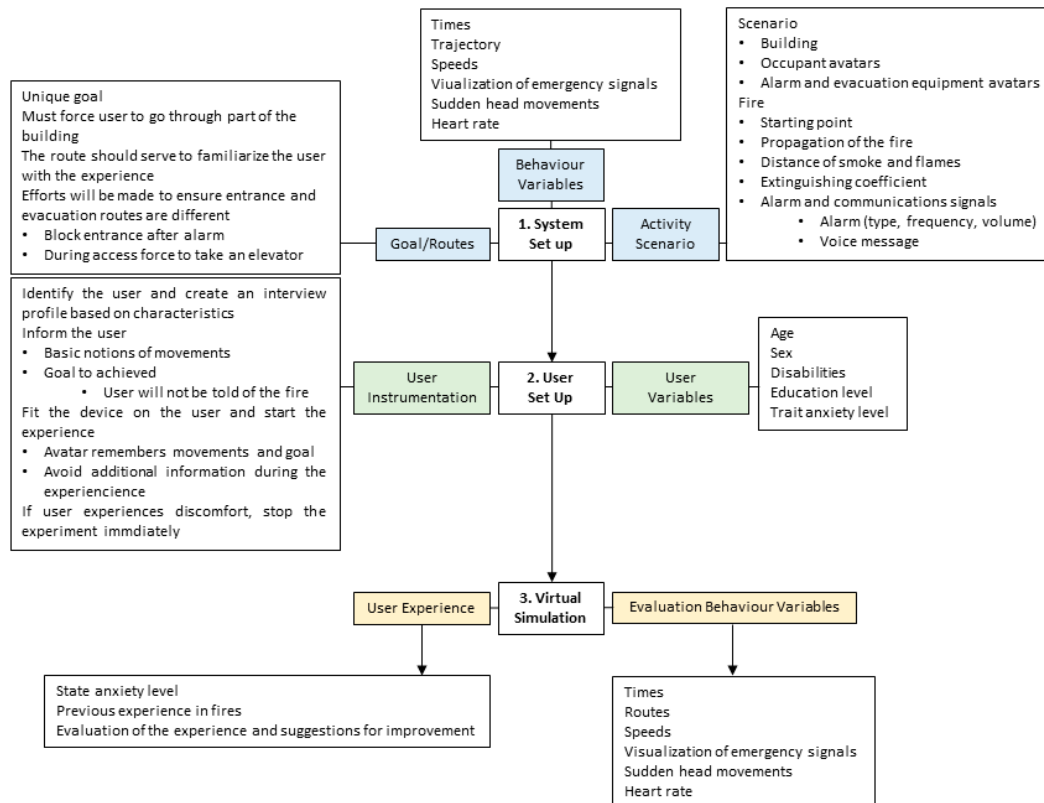 Times
Trajectory
Speeds
Viualization of emergency signals
Sudden head movements
Heart rate
Scenario
• Building
• Occupant avatars
• Alarm and evacuation equipment avatars
Fire
• Starting point
• Propagation of the fire
• Distance of smoke and flames
• Extinguishing coefficient
• Alarm and communications signals
• Alarm (type, frequency, volume)
• Voice message
Unique goal
Must force user to go through part of the
building
The route should serve to familiarize the user
with the experience
Efforts will be made to ensure entrance and
evacuation routes are different
• Block entrance after alarm
• During access force to take an elevator
Behaviour
Variables
Goal/Routes
1. System
Set up
Activity
Scenario
Identify the user and create an interview
profile based on characteristics
Inform the user
• Basic notions of movements
• Goal to achieved
• User will not be told of the fire
Fit the device on the user and start the
experience
• Avatar remembers movements and goal
• Avoid additional information during the
experiencience
If user experiences discomfort, stop the
experiment immdiately
User
Instrumentation
2. User
Set Up
User
Variables
Age
Sex
Disabilities
Education level
Trait anxiety level
User Experience
3. Virtual
Simulation
Evaluation Behaviour Variables
State anxiety level
Previous experience in fires
Evaluation of the experience and suggestions for improvement
Times
Routes
Speeds
Visualization of emergency signals
Sudden head movements
Heart rate